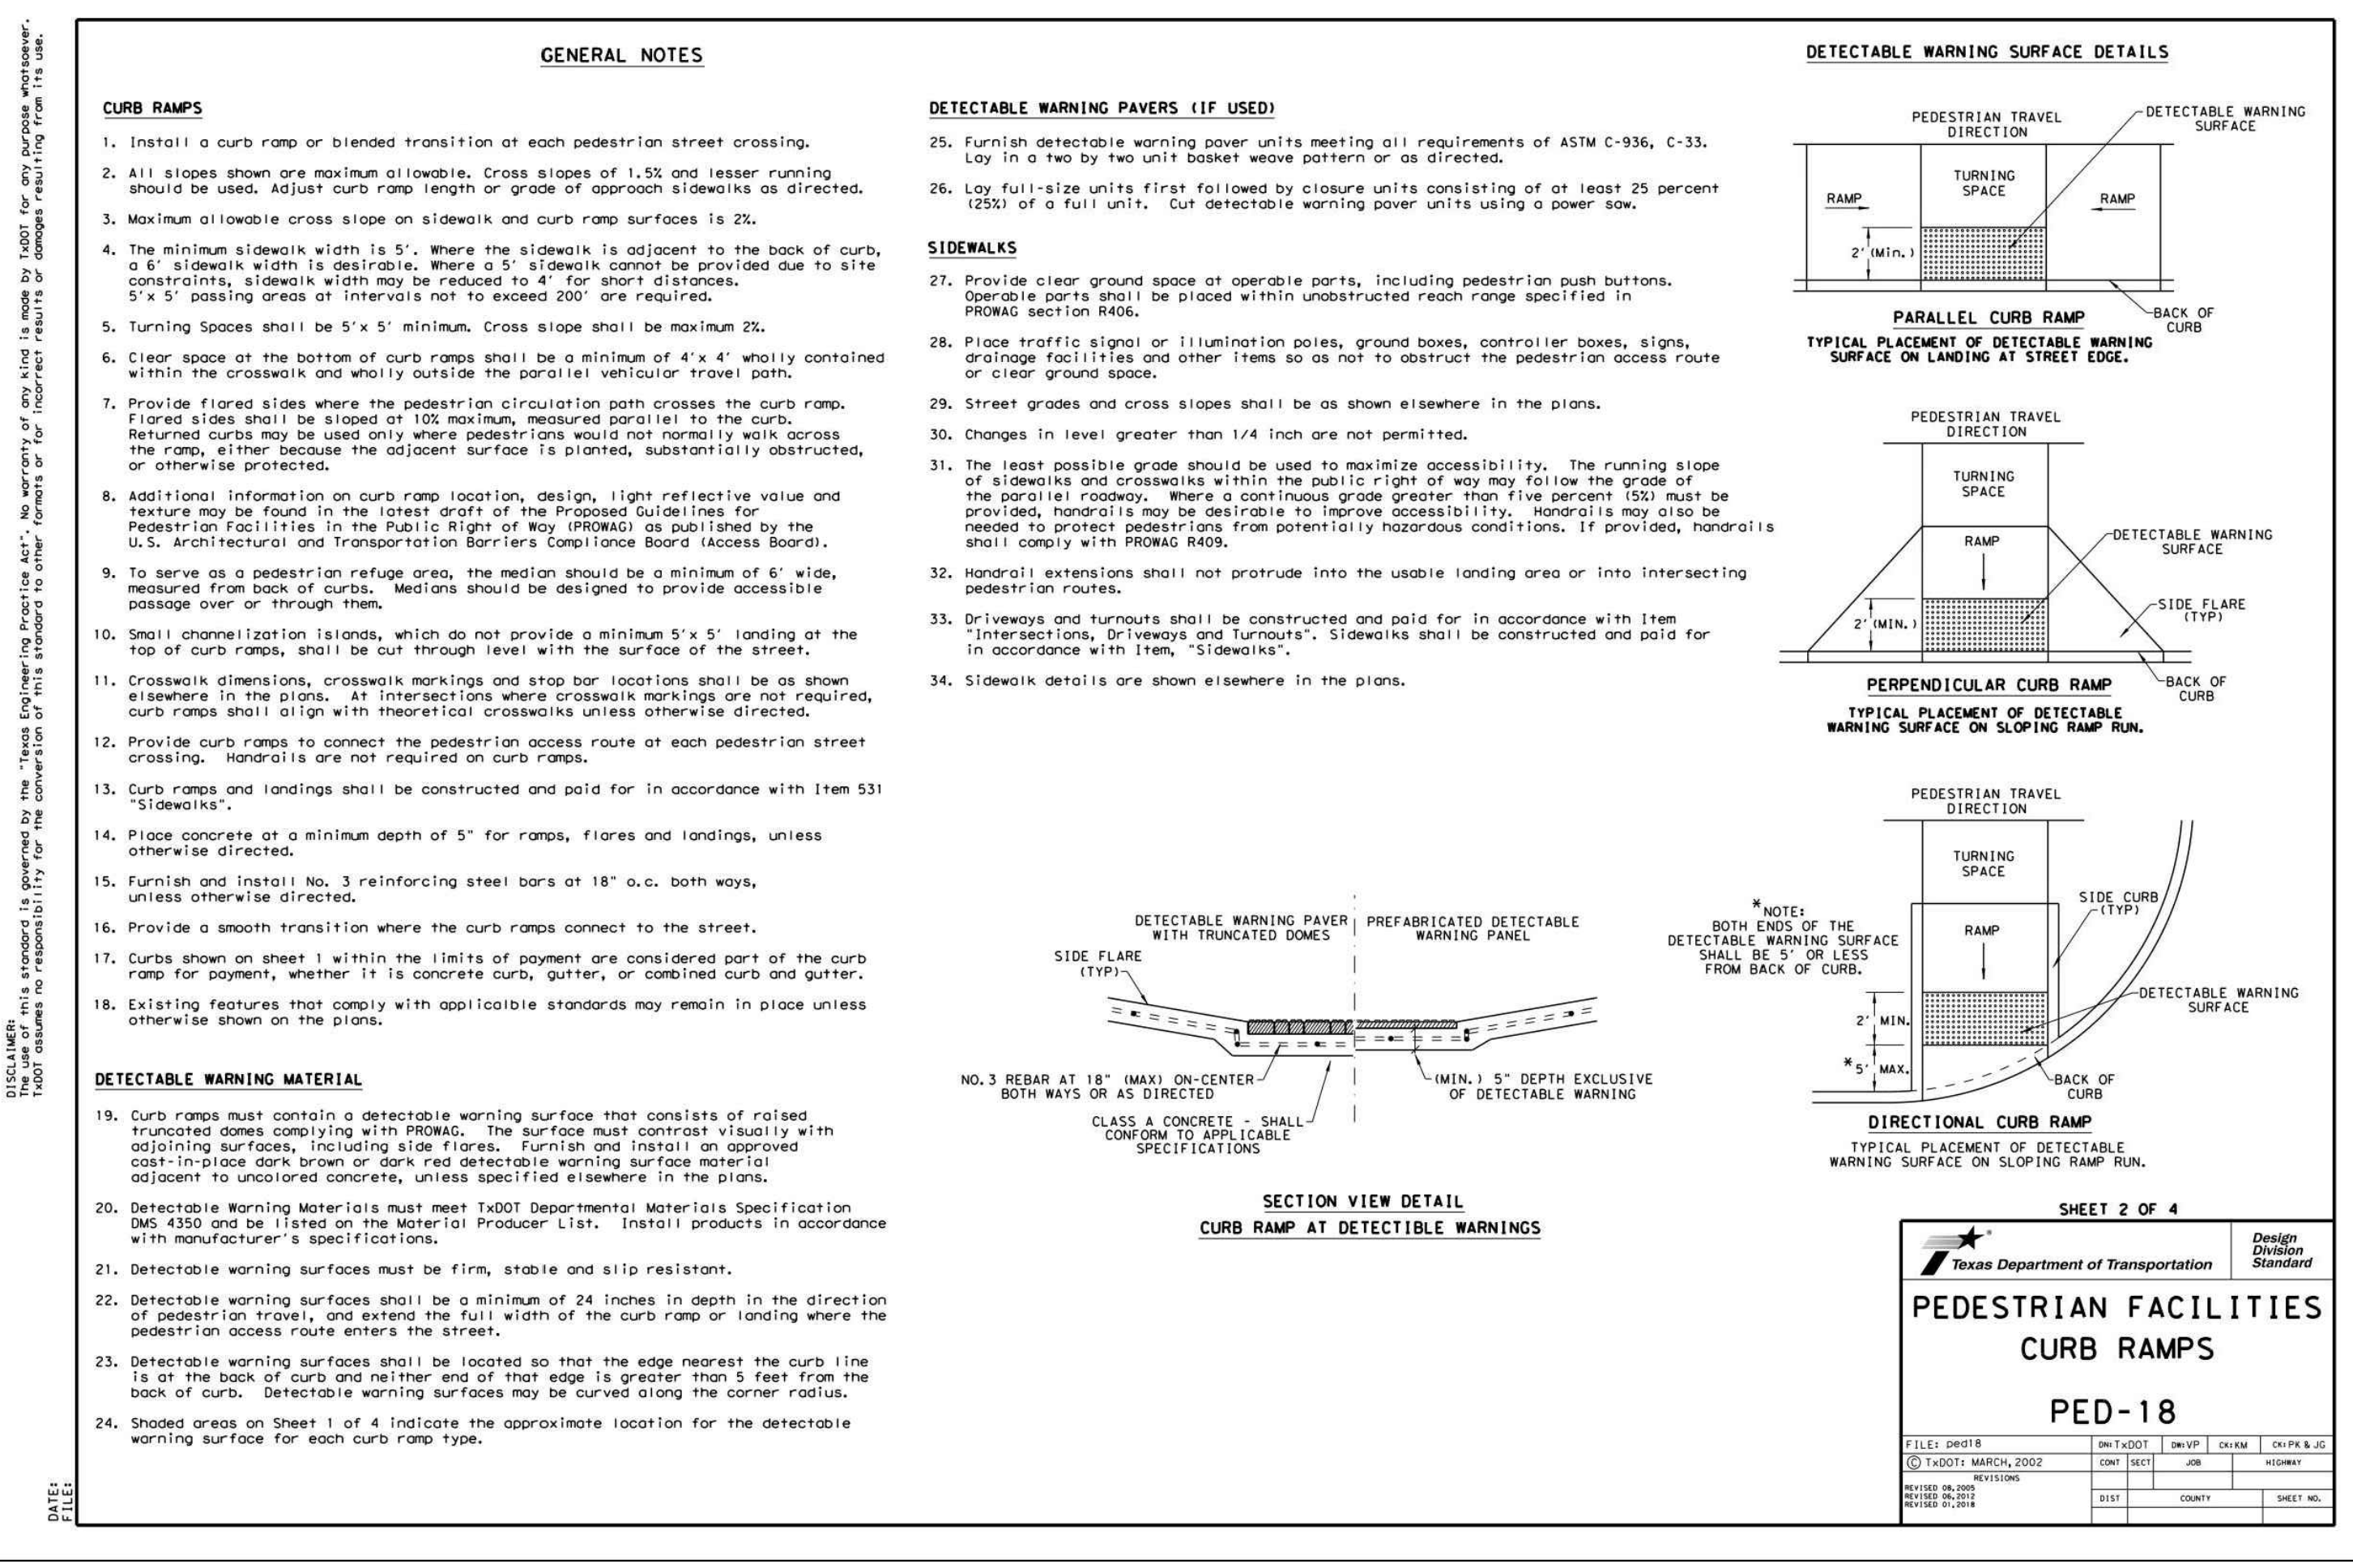 DISCLAIMER:
The use of this standard is governed by the "Texas Engineering Practice Act". No warranty of any kind is made by TxDOT for any purpose whatsoever.
TxDOT assumes no responsibility for the conversion of this standard to other formats or for incorrect results or damages resulting from its use.
DATE:
FILE:
GENERAL NOTES
CURB RAMPS
1. Install a curb ramp or blended transition at each pedestrian street crossing.
2. All slopes shown are maximum allowable. Cross slopes of 1.5% and lesser running
should be used. Adjust curb ramp length or grade of approach sidewalks as directed.
3. Maximum allowable cross slope on sidewalk and curb ramp surfaces is 2%.
4. The minimum sidewalk width is 5'. Where the sidewalk is adjacent to the back of curb,
a 6' sidewalk width is desirable. Where a 5' sidewalk cannot be provided due to site
constraints, sidewalk width may be reduced to 4' for short distances.
5'x 5' passing areas at intervals not to exceed 200' are required.
5. Turning Spaces shall be 5'x 5' minimum. Cross slope shall be maximum 2%.
6. Clear space at the bottom of curb ramps shall be a minimum of 4'x 4' wholly contained
within the crosswalk and wholly outside the parallel vehicular travel path.
7. Provide flared sides where the pedestrian circulation path crosses the curb ramp.
Flared sides shall be sloped at 10% maximum, measured parallel to the curb.
Returned curbs may be used only where pedestrians would not normally walk across
the ramp, either because the adjacent surface is planted, substantially obstructed,
or otherwise protected.
8. Additional information on curb ramp location, design, light reflective value and
texture may be found in the latest draft of the Proposed Guidelines for
Pedestrian Facilities in the Public Right of Way (PROWAG) as published by the
U.S. Architectural and Transportation Barriers Compliance Board (Access Board).
9. To serve as a pedestrian refuge area, the median should be a minimum of 6' wide,
measured from back of curbs. Medians should be designed to provide accessible
passage over or through them.
10. Small channelization islands, which do not provide a minimum 5'x 5' landing at the
top of curb ramps, shall be cut through level with the surface of the street.
11. Crosswalk dimensions, crosswalk markings and stop bar locations shall be as shown
elsewhere in the plans. At intersections where crosswalk markings are not required,
curb ramps shall align with theoretical crosswalks unless otherwise directed.
12. Provide curb ramps to connect the pedestrian access route at each pedestrian street
crossing. Handrails are not required on curb ramps.
13. Curb ramps and landings shall be constructed and paid for in accordance with Item 531
"Sidewalks".
14. Place concrete at a minimum depth of 5" for ramps, flares and landings, unless
otherwise directed.
15. Furnish and install No. 3 reinforcing steel bars at 18" o.c. both ways,
unless otherwise directed.
16. Provide a smooth transition where the curb ramps connect to the street.
17. Curbs shown on sheet 1 within the limits of payment are considered part of the curb
ramp for payment, whether it is concrete curb, gutter, or combined curb and gutter.
18. Existing features that comply with applicalble standards may remain in place unless
otherwise shown on the plans.
DETECTABLE WARNING MATERIAL
19. Curb ramps must contain a detectable warning surface that consists of raised
truncated domes complying with PROWAG. The surface must contrast visually with
adjoining surfaces, including side flares. Furnish and install an approved
cast-in-place dark brown or dark red detectable warning surface material
adjacent to uncolored concrete, unless specified elsewhere in the plans.
20. Detectable Warning Materials must meet TxDOT Departmental Materials Specification
DMS 4350 and be listed on the Material Producer List. Install products in accordance
with manufacturer's specifications.
21. Detectable warning surfaces must be firm, stable and slip resistant.
22. Detectable warning surfaces shall be a minimum of 24 inches in depth in the direction
of pedestrian travel, and extend the full width of the curb ramp or landing where the
pedestrian access route enters the street.
23. Detectable warning surfaces shall be located so that the edge nearest the curb line
is at the back of curb and neither end of that edge is greater than 5 feet from the
back of curb. Detectable warning surfaces may be curved along the corner radius.
24. Shaded areas on Sheet 1 of 4 indicate the approximate location for the detectable
warning surface for each curb ramp type.
DETECTABLE WARNING PAVERS (IF USED)
25. Furnish detectable warning paver units meeting all requirements of ASTM C-936, C-33.
Lay in a two by two unit basket weave pattern or as directed.
26. Lay full-size units first followed by closure units consisting of at least 25 percent
(25%) of a full unit. Cut detectable warning paver units using a power saw.
SIDEWALKS
27. Provide clear ground space at operable parts, including pedestrian push buttons.
Operable parts shall be placed within unobstructed reach range specified in
PROWAG section R406.
28. Place traffic signal or illumination poles, ground boxes, controller boxes, signs,
drainage facilities and other items so as not to obstruct the pedestrian access route
or clear ground space.
29. Street grades and cross slopes shall be as shown elsewhere in the plans.
30. Changes in level greater than 1/4 inch are not permitted.
31. The least possible grade should be used to maximize accessibility. The running slope
of sidewalks and crosswalks within the public right of way may follow the grade of
the parallel roadway. Where a continuous grade greater than five percent (5%) must be
provided, handrails may be desirable to improve accessibility. Handrails may also be
needed to protect pedestrians from potentially hazardous conditions. If provided, handrails
shall comply with PROWAG R409.
32. Handrail extensions shall not protrude into the usable landing area or into intersecting
pedestrian routes.
33. Driveways and turnouts shall be constructed and paid for in accordance with Item
"Intersections, Driveways and Turnouts". Sidewalks shall be constructed and paid for
in accordance with Item, "Sidewalks".
34. Sidewalk details are shown elsewhere in the plans.
DETECTABLE WARNING PAVER
WITH TRUNCATED DOMES
PREFABRICATED DETECTABLE
WARNING PANEL
SIDE FLARE
(TYP)
NO.3 REBAR AT 18" (MAX) ON-CENTER
BOTH WAYS OR AS DIRECTED
(MIN.) 5" DEPTH EXCLUSIVE
OF DETECTABLE WARNING
CLASS A CONCRETE - SHALL
CONFORM TO APPLICABLE
SPECIFICATIONS
SECTION VIEW DETAIL
CURB RAMP AT DETECTIBLE WARNINGS
DETECTABLE WARNING SURFACE DETAILS
PEDESTRIAN TRAVEL
DIRECTION
DETECTABLE WARNING
SURFACE
TURNING
SPACE
RAMP
RAMP
2' (Min.)
BACK OF
CURB
PARALLEL CURB RAMP
TYPICAL PLACEMENT OF DETECTABLE WARNING
SURFACE ON LANDING AT STREET EDGE.
PEDESTRIAN TRAVEL
DIRECTION
TURNING
SPACE
RAMP
DETECTABLE WARNING
SURFACE
SIDE FLARE
(TYP)
2' (MIN.)
BACK OF
CURB
PERPENDICULAR CURB RAMP
TYPICAL PLACEMENT OF DETECTABLE
WARNING SURFACE ON SLOPING RAMP RUN.
PEDESTRIAN TRAVEL
DIRECTION
TURNING
SPACE
SIDE CURB
(TYP)
*NOTE:
BOTH ENDS OF THE
DETECTABLE WARNING SURFACE
SHALL BE 5' OR LESS
FROM BACK OF CURB.
RAMP
DETECTABLE WARNING
SURFACE
2' MIN.
*5' MAX.
BACK OF
CURB
DIRECTIONAL CURB RAMP
TYPICAL PLACEMENT OF DETECTABLE
WARNING SURFACE ON SLOPING RAMP RUN.
SHEET 2 OF 4
Texas Department of Transportation
Design
Division
Standard
PEDESTRIAN FACILITIES
CURB RAMPS
PED-18
FILE: ped18
DN: TxDOT
DW: VP
CK: KM
CK: PK & JG
© TxDOT: MARCH, 2002
CONT
SECT
JOB
HIGHWAY
REVISIONS
REVISED 08,2005
REVISED 06,2012
REVISED 01,2018
DIST
COUNTY
SHEET NO.